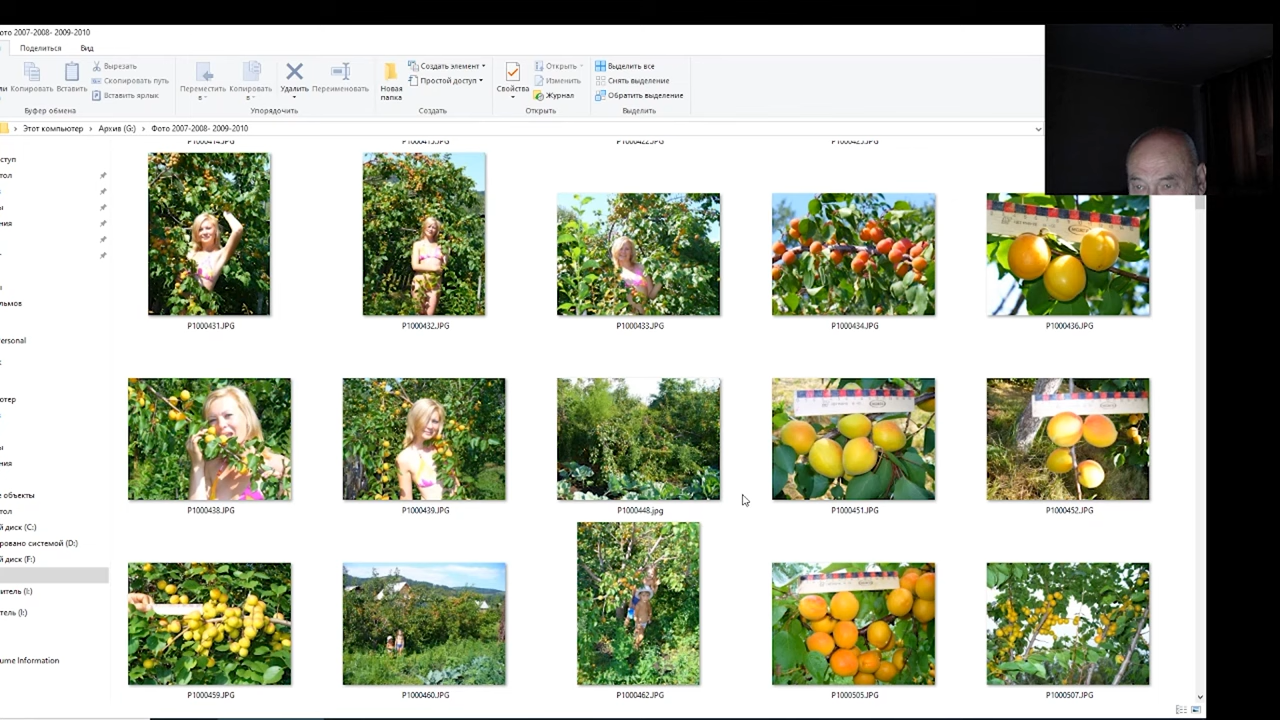 ото 2007-2008- 2009-2010
Поделиться Вид
Копировать Вставить
Вырезать
Скопировать путь
Вставить ярлык
Буфер обмена
Переместить в
Копировать в
Удалить
Переименовать
Упорядочить
Новая папка
Создать элемент
Простой доступ
Создать
Свойства
Открыть
Изменить
Журнал
Открыть
Выделить все
Снять выделение
Обратить выделение
Выделить
Этот компьютер Архив (G:) Фото 2007-2008- 2009-2010
P1000431.JPG P1000432.JPG P1000433.JPG P1000434.JPG P1000436.JPG
P1000438.JPG P1000439.JPG P1000448.jpg P1000451.JPG P1000452.JPG
P1000459.JPG P1000460.JPG P1000462.JPG P1000505.JPG P1000507.JPG
ступ
тол
ы
ния
льмов
ersonal
ютер
ы
ния
е объекты
тол
й диск (C:)
ровано системой (D:)
й диск (F:)
итель (I:)
тель (I:)
ume Information